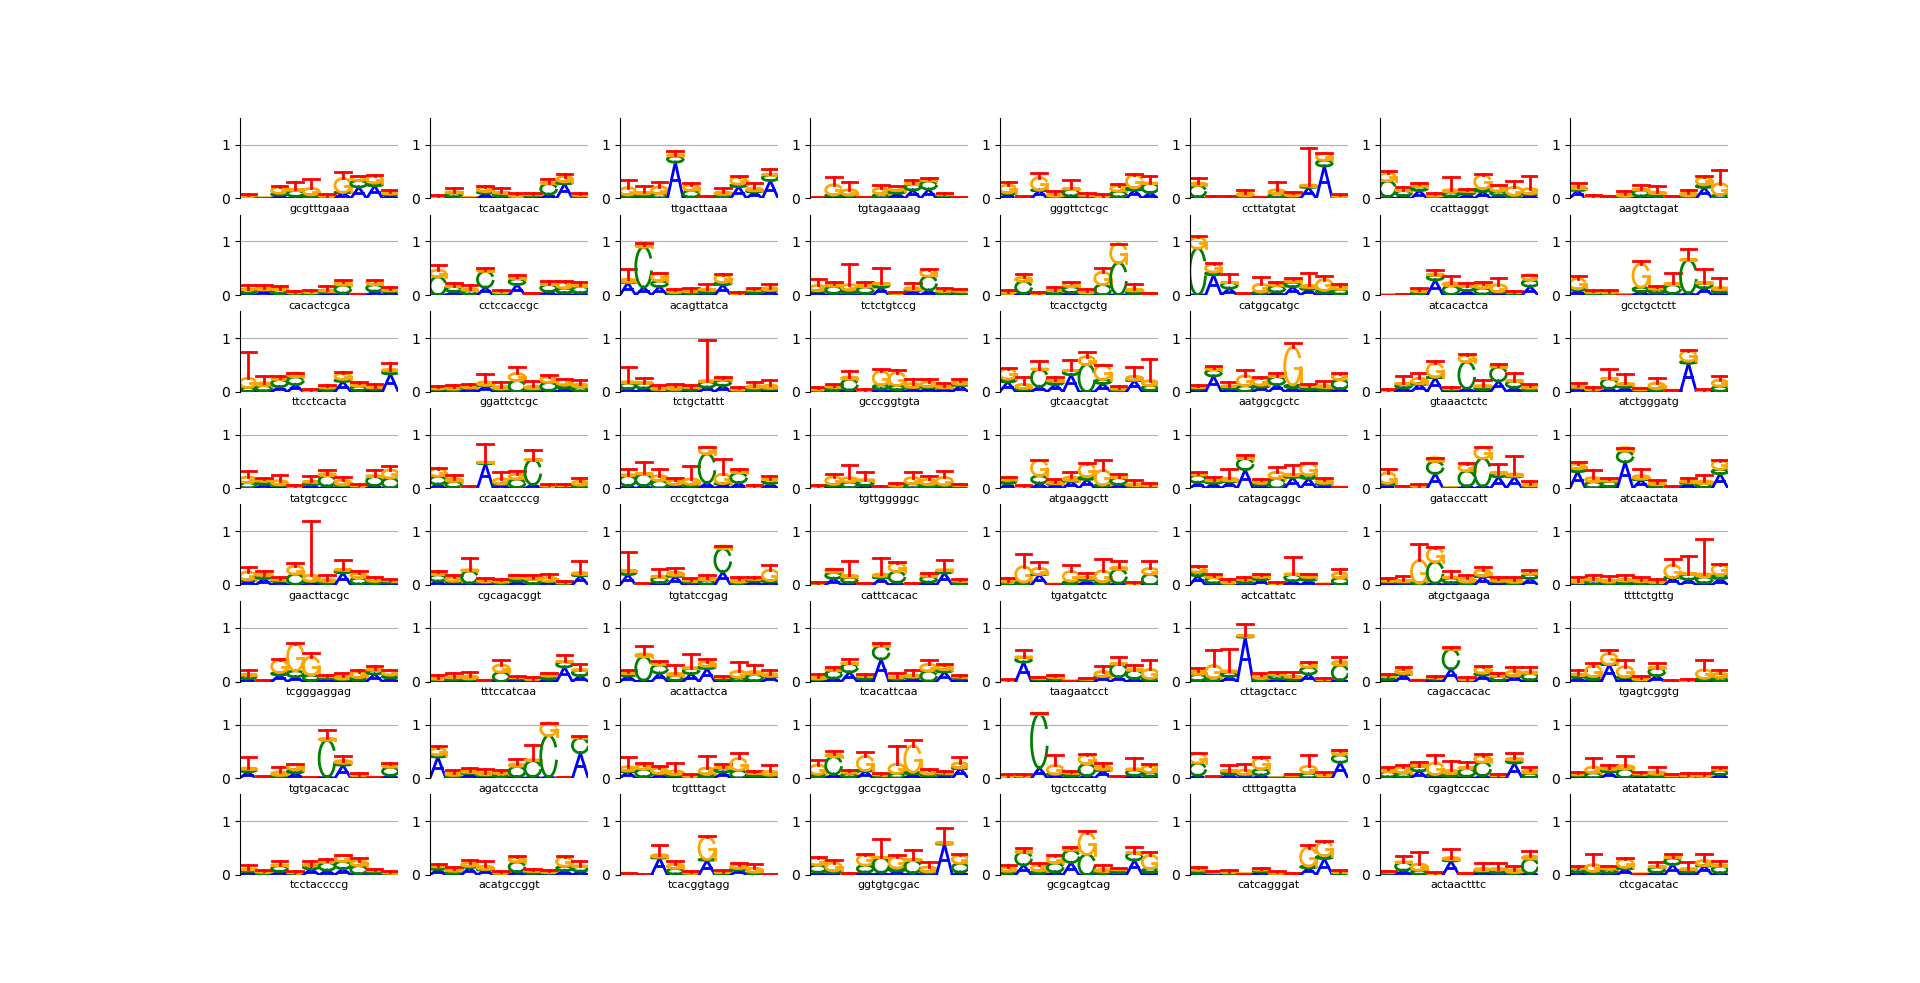 gcgtttgaaa tcaatgacac ttgacttaaa tgtagaaaag gggttctcgc ccttatgtat ccattagggt aagtctagat
cacactcgca cctccaccgc acagttatca tctctgtccg tcacctgctg catggcatgc atcacactca gcctgctctt
ttcctcacta ggattctcgc tctgctattt gcccggtgta gtcaacgtat aatggcgctc gtaaactctc atctgggatg
tatgtcgccc ccaatccccg cccgtctcga tgttgggggc atgaaggctt catagcaggc gatacccatt atcaactata
gaacttacgc cgcagacggt tgtatccgag catttcacac tgatgatctc actcattatc atgctgaaga ttttctgttg
tcgggaggag tttccatcaa acattactca tcacattcaa taagaatcct cttagctacc cagaccacac tgagtcggtg
tgtgacacac agatcccccta tcgtttagct gccgctggaa tgctccattg ctttgagtta cgagtcccac atatatattc
tcctaccccg acatgccggt tcacggtagg ggtgtgcgac gcgcagtcag catcagggat actaactttc ctcgacatac